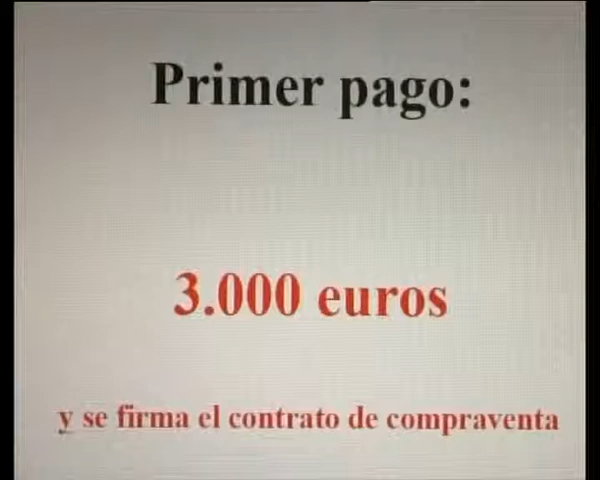 Primer pago:
3.000 euros
y se firma el contrato de compraventa